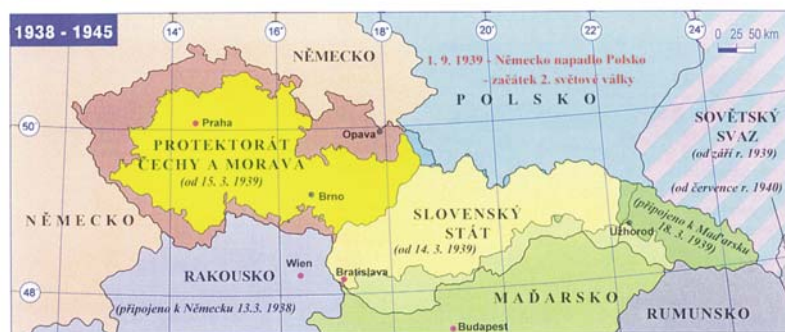 1938 - 1945
14°
16°
18°
20°
22°
24°
0 25 50 km
NĚMECKO
1. 9. 1939 - Německo napadlo Polsko
- začátek 2. světové války
POLSKO
50°
Praha
Opava
PROTEKTORÁT
ČECHY A MORAVA
(od 15. 3. 1939)
Brno
SOVĚTSKÝ
SVAZ
(od září r. 1939)
(od července r. 1940)
NĚMECKO
SLOVENSKÝ
STÁT
(od 14. 3. 1939)
Užhorod
(připojeno k Maďarsku
18. 3. 1939)
RAKOUSKO
Wien
Bratislava
48
(připojeno k Německu 13.3. 1938)
MAĎARSKO
RUMUNSKO
Budapest